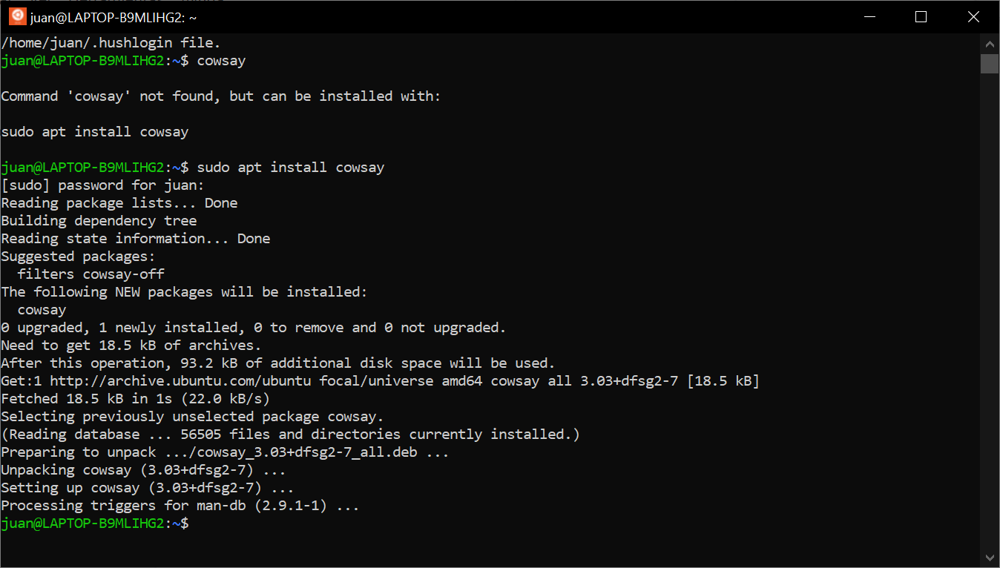 juan@LAPTOP-B9MLIHG2: ~
/home/juan/.hushlogin file.
juan@LAPTOP-B9MLIHG2:~$ cowsay

Command 'cowsay' not found, but can be installed with:

sudo apt install cowsay

juan@LAPTOP-B9MLIHG2:~$ sudo apt install cowsay
[sudo] password for juan:
Reading package lists... Done
Building dependency tree
Reading state information... Done
Suggested packages:
  filters cowsay-off
The following NEW packages will be installed:
  cowsay
0 upgraded, 1 newly installed, 0 to remove and 0 not upgraded.
Need to get 18.5 kB of archives.
After this operation, 93.2 kB of additional disk space will be used.
Get:1 http://archive.ubuntu.com/ubuntu focal/universe amd64 cowsay all 3.03+dfsg2-7 [18.5 kB]
Fetched 18.5 kB in 1s (22.0 kB/s)
Selecting previously unselected package cowsay.
(Reading database ... 56505 files and directories currently installed.)
Preparing to unpack .../cowsay_3.03+dfsg2-7_all.deb ...
Unpacking cowsay (3.03+dfsg2-7) ...
Setting up cowsay (3.03+dfsg2-7) ...
Processing triggers for man-db (2.9.1-1) ...
juan@LAPTOP-B9MLIHG2:~$